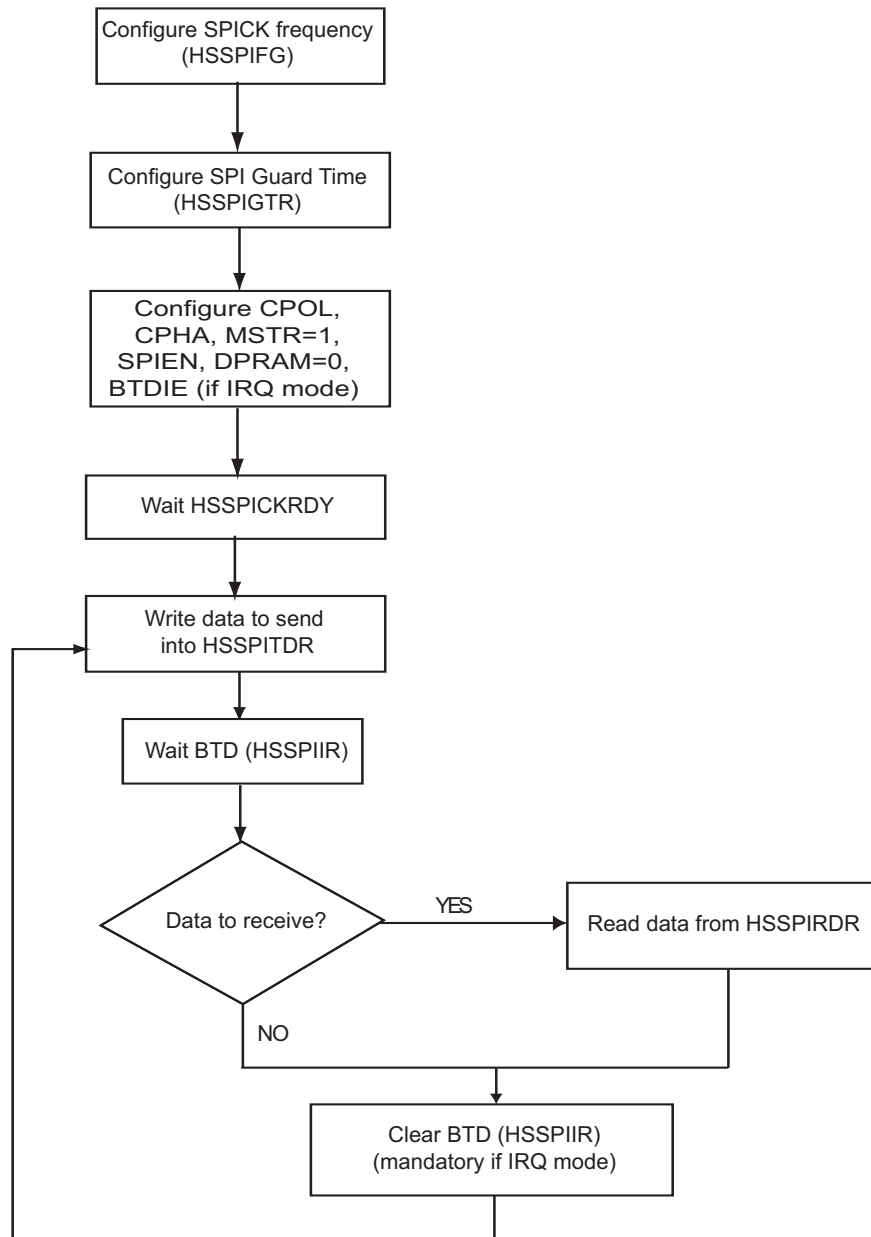 Configure SPICK frequency
(HSSPIFG)
Configure SPI Guard Time
(HSSPIGTR)
Configure CPOL,
CPHA, MSTR=1,
SPIEN, DPRAM=0,
BTDIE (if IRQ mode)
Wait HSSPICKRDY
Write data to send
into HSSPITDR
Wait BTD (HSSPIIR)
Data to receive?
YES
Read data from HSSPIRDR
NO
Clear BTD (HSSPIIR)
(mandatory if IRQ mode)